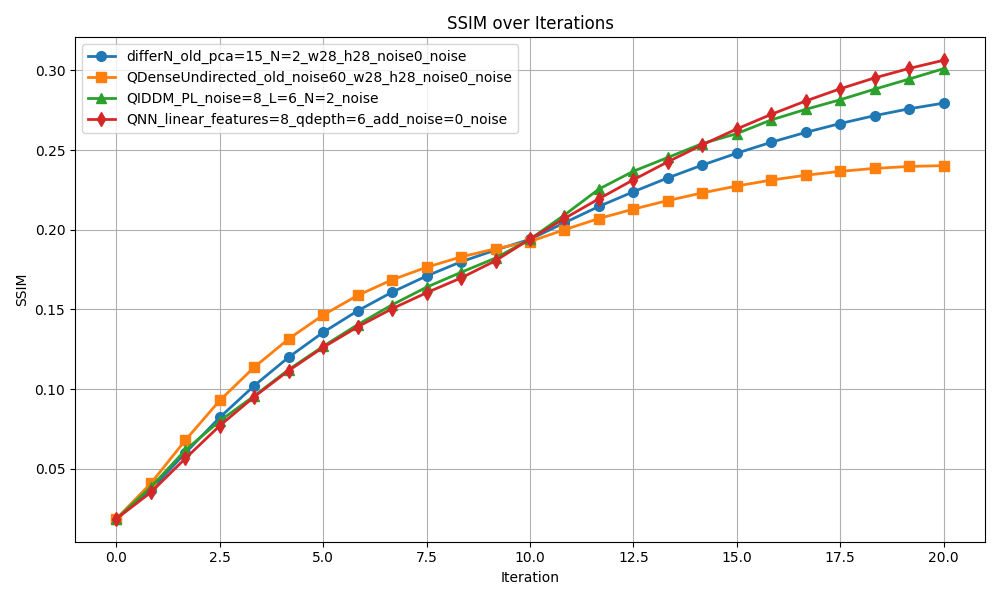 SSIM over Iterations
differN_old_pca=15_N=2_w28_h28_noise0_noise
QDenseUndirected_old_noise60_w28_h28_noise0_noise
QIDDM_PL_noise=8_L=6_N=2_noise
QNN_linear_features=8_qdepth=6_add_noise=0_noise
SSIM
0.30
0.25
0.20
0.15
0.10
0.05
0.0 2.5 5.0 7.5 10.0 12.5 15.0 17.5 20.0
Iteration